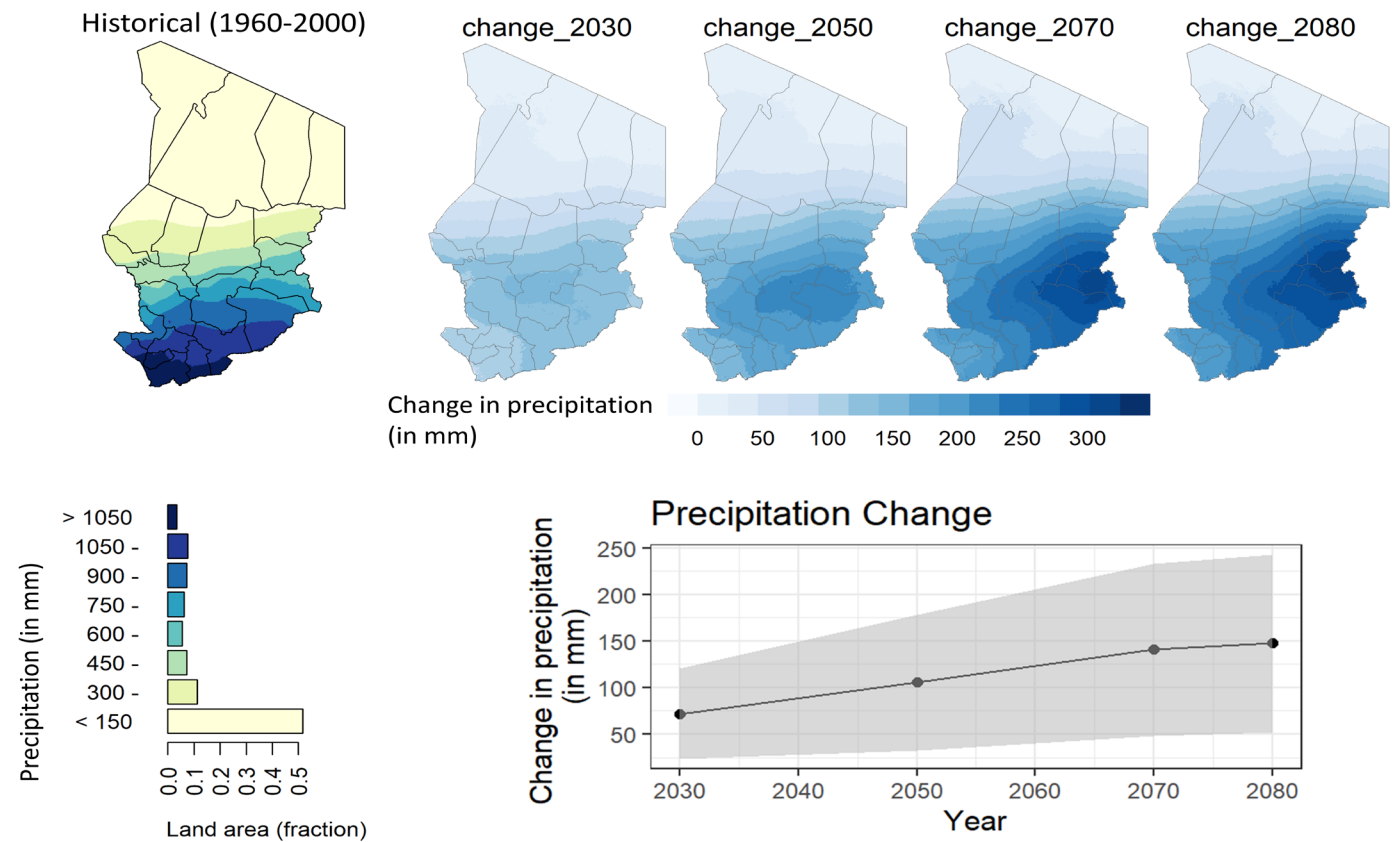 Historical (1960-2000)
change_2030
change_2050
change_2070
change_2080
Change in precipitation
(in mm)
0 50 100 150 200 250 300
Precipitation (in mm)
> 1050
1050 -
900 -
750 -
600 -
450 -
300 -
< 150
0.0 0.1 0.2 0.3 0.4 0.5
Land area (fraction)
Precipitation Change
Change in precipitation
(in mm)
250
200
150
100
50
2030 2040 2050 2060 2070 2080
Year